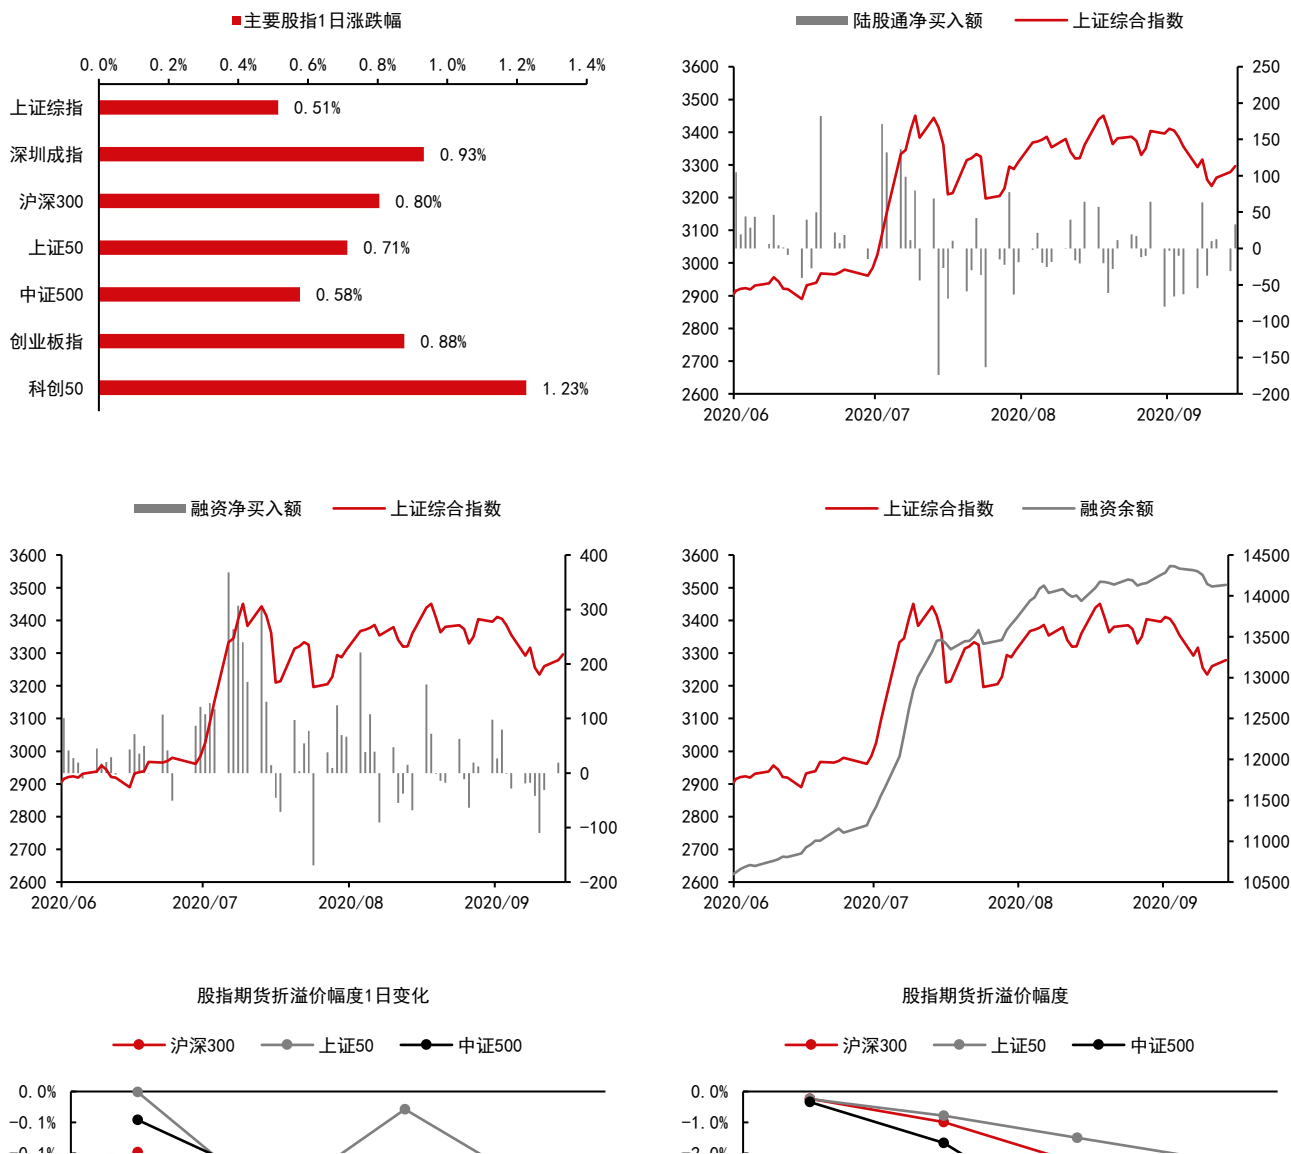 主要股指1日涨跌幅
0.0% 0.2% 0.4% 0.6% 0.8% 1.0% 1.2% 1.4%
上证综指 0.51%
深圳成指 0.93%
沪深300 0.80%
上证50 0.71%
中证500 0.58%
创业板指 0.88%
科创50 1.23%
陆股通净买入额 上证综合指数
3600 250
3500 200
3400 150
3300 100
3200 50
3100 0
3000 −50
2900 −100
2800 −150
2700 −200
2600
2020/06 2020/07 2020/08 2020/09
融资净买入额 上证综合指数
3600 400
3500 300
3400 200
3300 100
3200 0
3100 −100
3000 −200
2900
2800
2700
2600
2020/06 2020/07 2020/08 2020/09
上证综合指数 融资余额
3600 14500
3500 14000
3400 13500
3300 13000
3200 12500
3100 12000
3000 11500
2900 11000
2800 10500
2700
2600
2020/06 2020/07 2020/08 2020/09
股指期货折溢价幅度1日变化
沪深300 上证50 中证500
0.0%
−0.1%
−0.1%
股指期货折溢价幅度
沪深300 上证50 中证500
0.0%
−1.0%
−2.0%